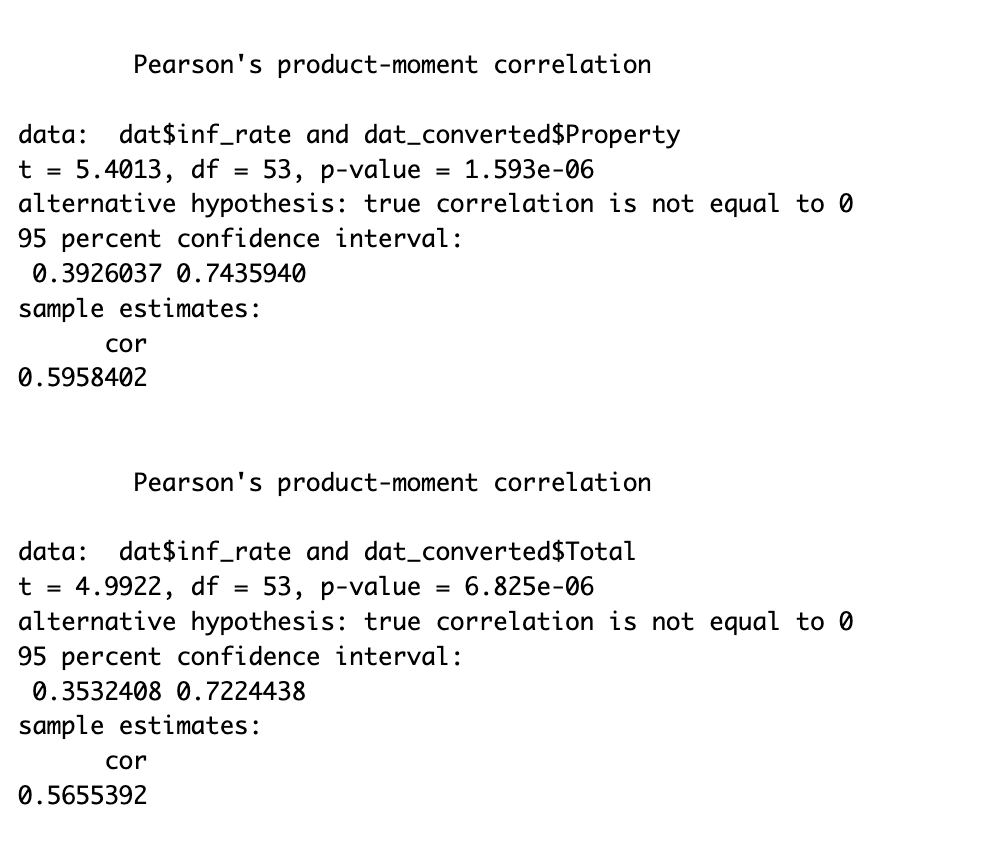 Pearson's product-moment correlation
data:  dat$inf_rate and dat_converted$Property
t = 5.4013, df = 53, p-value = 1.593e-06
alternative hypothesis: true correlation is not equal to 0
95 percent confidence interval:
 0.3926037 0.7435940
sample estimates:
      cor
0.5958402
Pearson's product-moment correlation
data:  dat$inf_rate and dat_converted$Total
t = 4.9922, df = 53, p-value = 6.825e-06
alternative hypothesis: true correlation is not equal to 0
95 percent confidence interval:
 0.3532408 0.7224438
sample estimates:
      cor
0.5655392